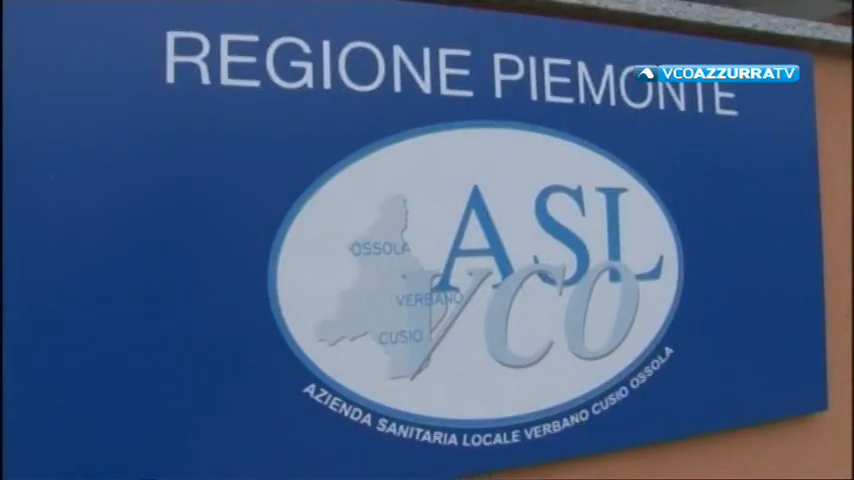 REGIONE PIEMONTE
VCOAZZURRATV
ASL
OSSOLA
VCO
VERBANO
CUSIO
AZIENDA SANITARIA LOCALE VERBANO CUSIO OSSOLA